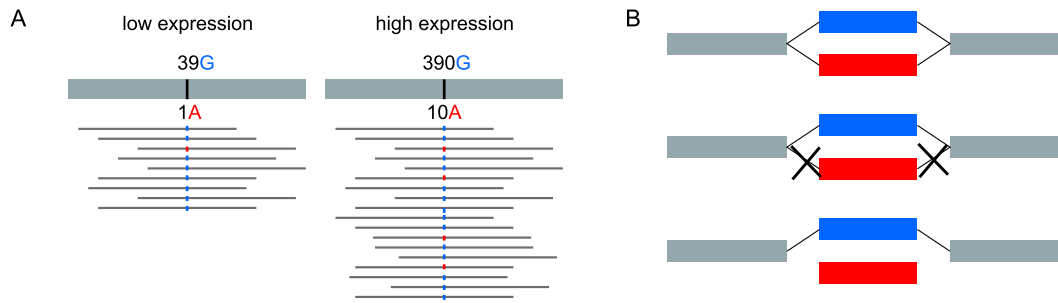 A
low expression
high expression
B
39G
390G
1A
10A